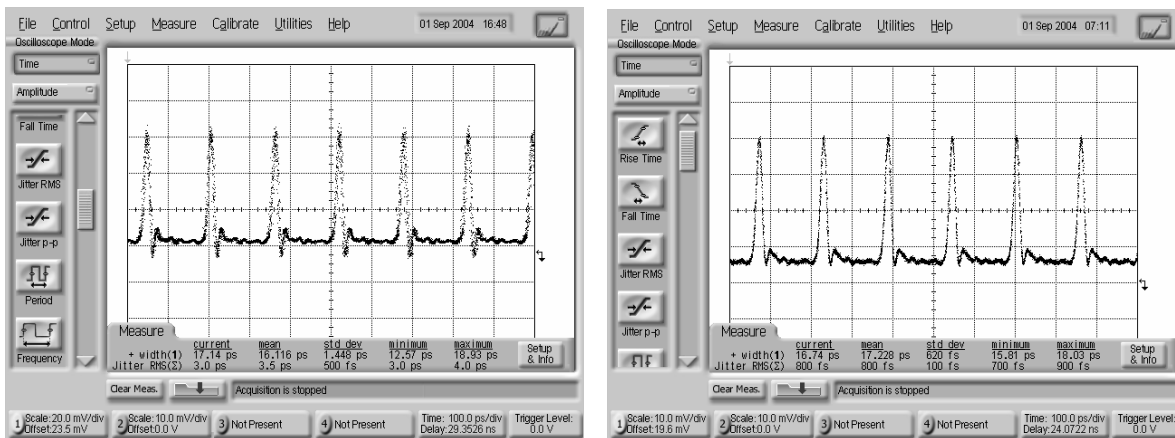 File Control Setup Measure Calibrate Utilities Help 01 Sep 2004 16:48
Oscilloscope Mode
Time
Amplitude
Fall Time
Jitter RMS
Jitter p-p
Period
Frequency
Measure
current mean std dev minimum maximum
+ width(1) 17.14 ps 16.116 ps 1.448 ps 12.57 ps 18.93 ps
Jitter RMS(Σ) 3.0 ps 3.5 ps 500 fs 3.0 ps 4.0 ps
Setup & Info
Clear Meas. Acquisition is stopped
1 Scale:20.0 mV/div Offset:23.5 mV
2 Scale:10.0 mV/div Offset:0.0 V
3 Not Present
4 Not Present
Time: 100.0 ps/div Delay:29.3526 ns
Trigger Level: 0.0 V
File Control Setup Measure Calibrate Utilities Help 01 Sep 2004 07:11
Oscilloscope Mode
Time
Amplitude
Rise Time
Fall Time
Jitter RMS
Jitter p-p
Measure
current mean std dev minimum maximum
+ width(1) 16.74 ps 17.228 ps 620 fs 15.81 ps 18.03 ps
Jitter RMS(Σ) 800 fs 800 fs 100 fs 700 fs 900 fs
Setup & Info
Clear Meas. Acquisition is stopped
1 Scale:10.0 mV/div Offset:19.6 mV
2 Scale:10.0 mV/div Offset:0.0 V
3 Not Present
4 Not Present
Time: 100.0 ps/div Delay:24.0722 ns
Trigger Level: 0.0 V